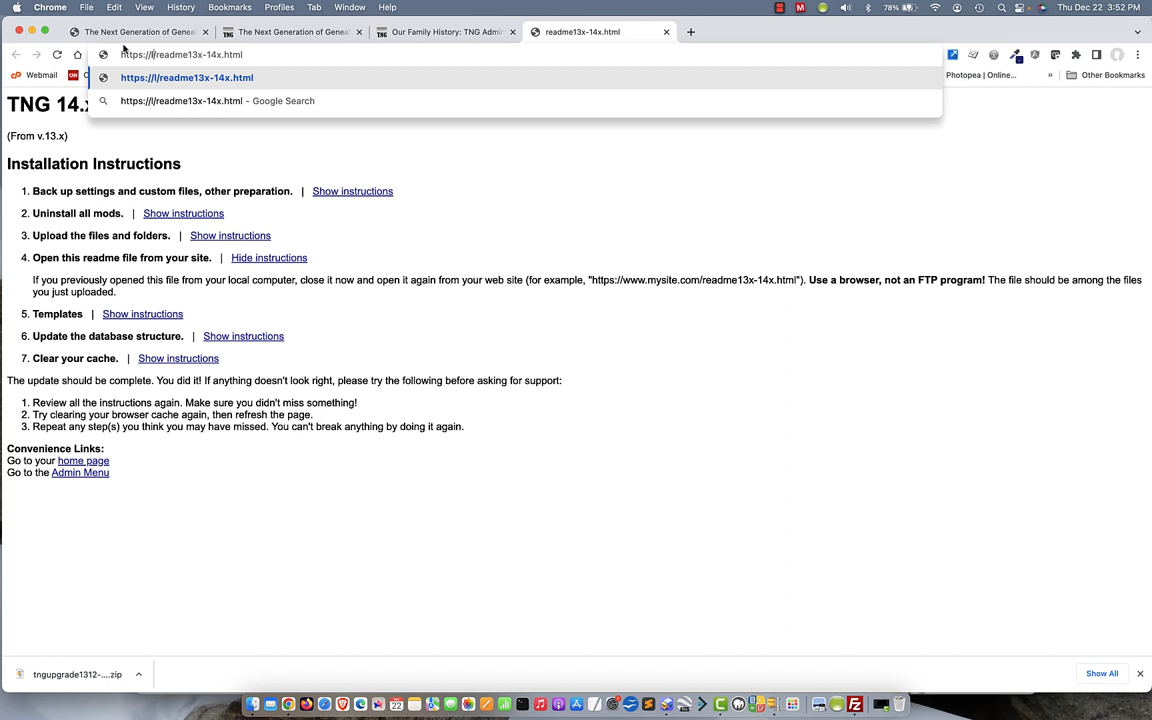 Chrome File Edit View History Bookmarks Profiles Tab Window Help 78% Thu Dec 22 3:52 PM
The Next Generation of Geneal The Next Generation of Geneal Our Family History: TNG Admin readme13x-14x.html
https://l/readme13x-14x.html
Webmail
https://l/readme13x-14x.html
Photopea | Online... » Other Bookmarks
https://l/readme13x-14x.html - Google Search
TNG 14.x
(From v.13.x)
Installation Instructions
1. Back up settings and custom files, other preparation. | Show instructions
2. Uninstall all mods. | Show instructions
3. Upload the files and folders. | Show instructions
4. Open this readme file from your site. | Hide instructions
If you previously opened this file from your local computer, close it now and open it again from your web site (for example, "https://www.mysite.com/readme13x-14x.html"). Use a browser, not an FTP program! The file should be among the files
you just uploaded.
5. Templates | Show instructions
6. Update the database structure. | Show instructions
7. Clear your cache. | Show instructions
The update should be complete. You did it! If anything doesn't look right, please try the following before asking for support:
1. Review all the instructions again. Make sure you didn't miss something!
2. Try clearing your browser cache again, then refresh the page.
3. Repeat any step(s) you think you may have missed. You can't break anything by doing it again.
Convenience Links:
Go to your home page
Go to the Admin Menu
tngupgrade1312-....zip
Show All